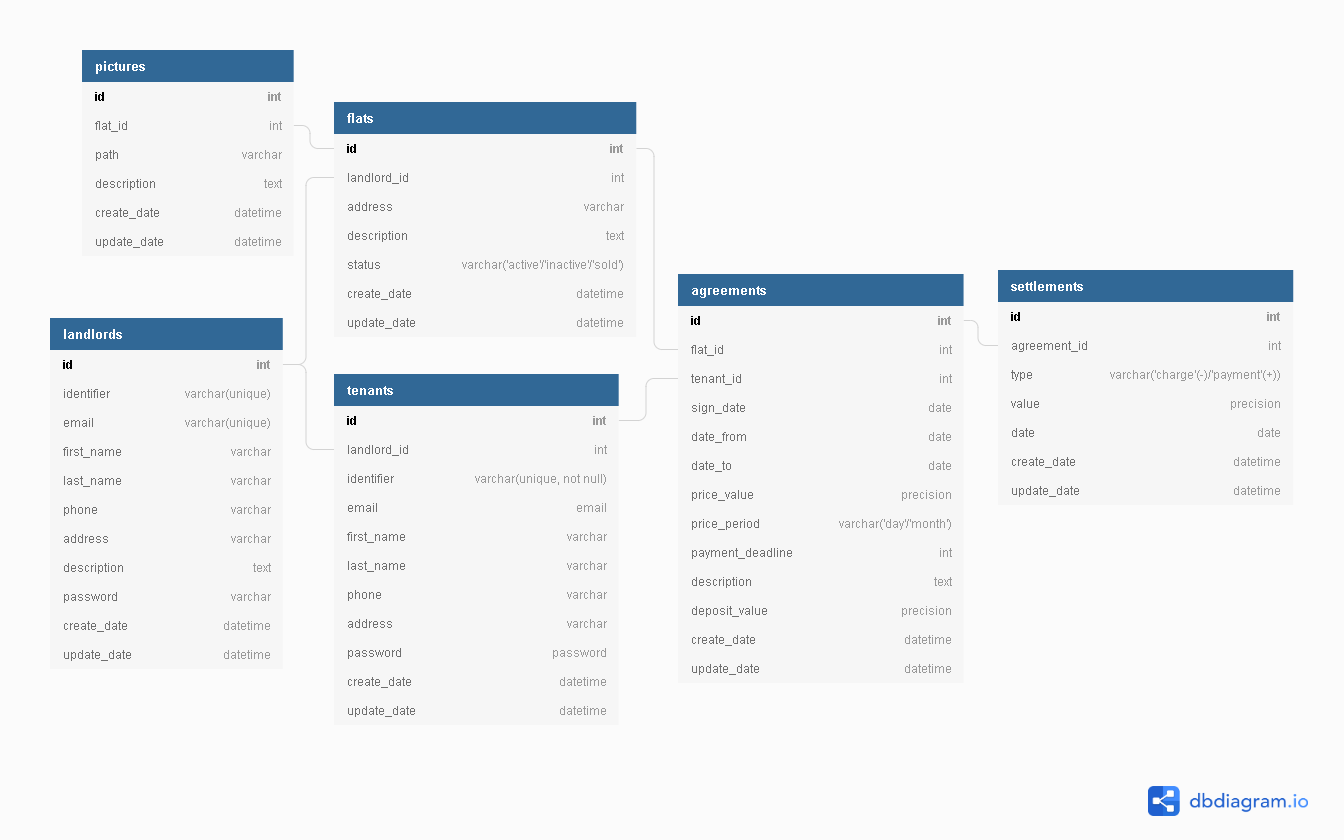 pictures
id int
flat_id int
path varchar
description text
create_date datetime
update_date datetime
flats
id int
landlord_id int
address varchar
description text
status varchar('active'/'inactive'/'sold')
create_date datetime
update_date datetime
landlords
id int
identifier varchar(unique)
email varchar(unique)
first_name varchar
last_name varchar
phone varchar
address varchar
description text
password varchar
create_date datetime
update_date datetime
tenants
id int
landlord_id int
identifier varchar(unique, not null)
email email
first_name varchar
last_name varchar
phone varchar
address varchar
password password
create_date datetime
update_date datetime
agreements
id int
flat_id int
tenant_id int
sign_date date
date_from date
date_to date
price_value precision
price_period varchar('day'/'month')
payment_deadline int
description text
deposit_value precision
create_date datetime
update_date datetime
settlements
id int
agreement_id int
type varchar('charge'(-)/'payment'(+))
value precision
date date
create_date datetime
update_date datetime
dbdiagram.io